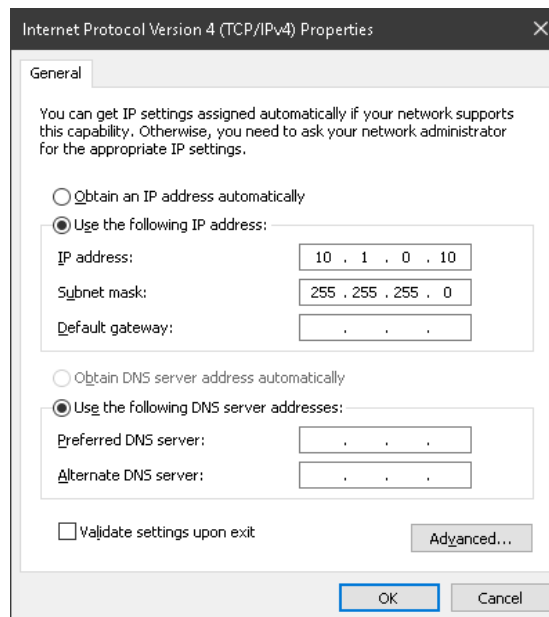 Internet Protocol Version 4 (TCP/IPv4) Properties
General
You can get IP settings assigned automatically if your network supports
this capability. Otherwise, you need to ask your network administrator
for the appropriate IP settings.
Obtain an IP address automatically
Use the following IP address:
IP address: 10 . 1 . 0 . 10
Subnet mask: 255 . 255 . 255 . 0
Default gateway: . . .
Obtain DNS server address automatically
Use the following DNS server addresses:
Preferred DNS server: . . .
Alternate DNS server: . . .
Validate settings upon exit
Advanced...
OK Cancel